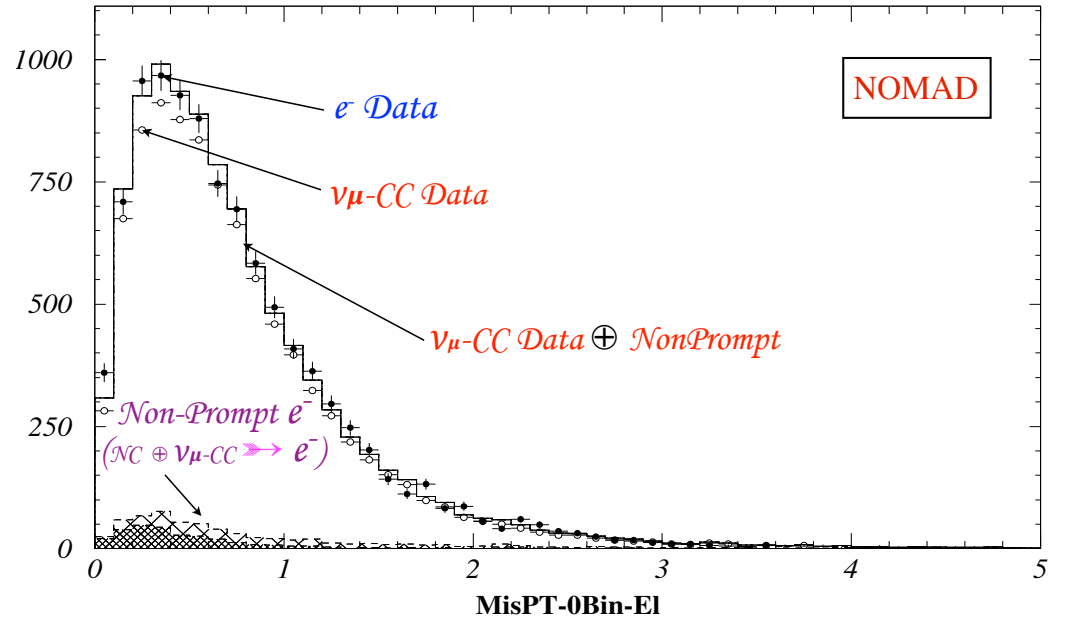 1000
NOMAD
e⁻ Data
750
νμ-CC Data
500
νμ-CC Data ⊕ NonPrompt
Non-Prompt e⁻
250
(NC ⊕ νμ-CC ➳ e⁻)
0
0 1 2 3 4 5
MisPT-0Bin-El